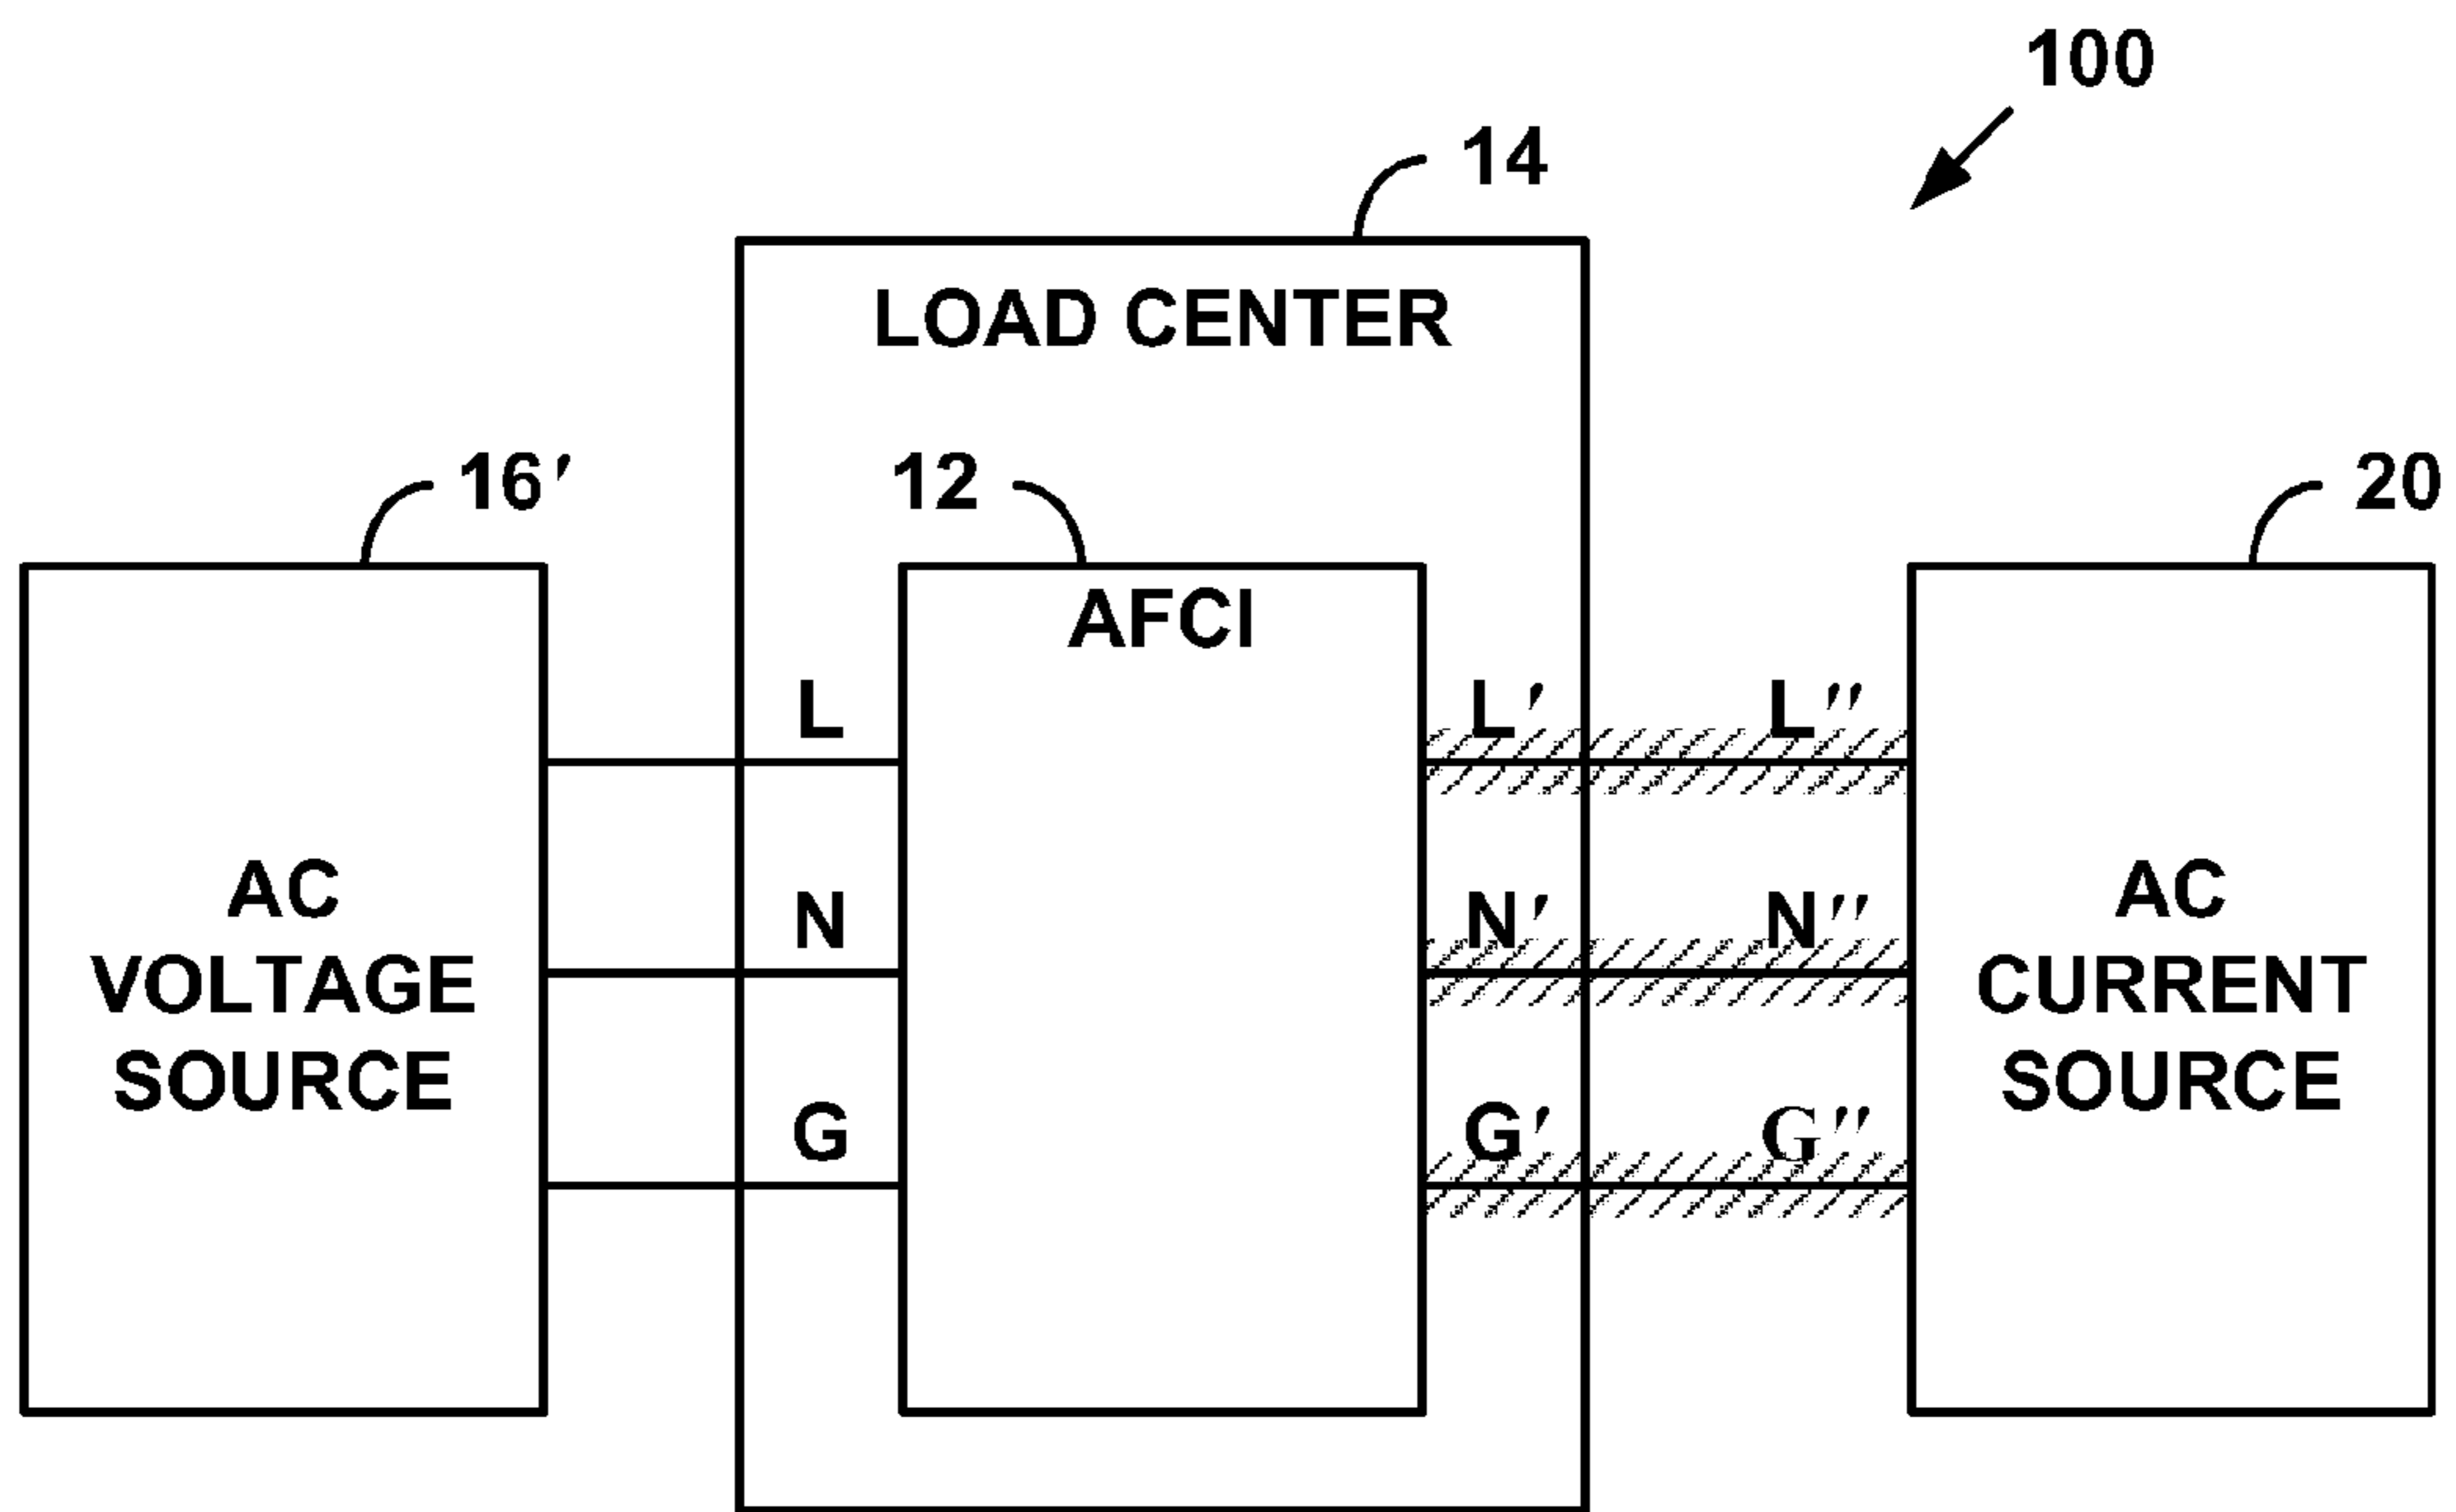 100
14
LOAD CENTER
16′
12
20
AFCI
L
L′
L″
N
N′
N″
AC
VOLTAGE
SOURCE
AC
CURRENT
SOURCE
G
G′
G″